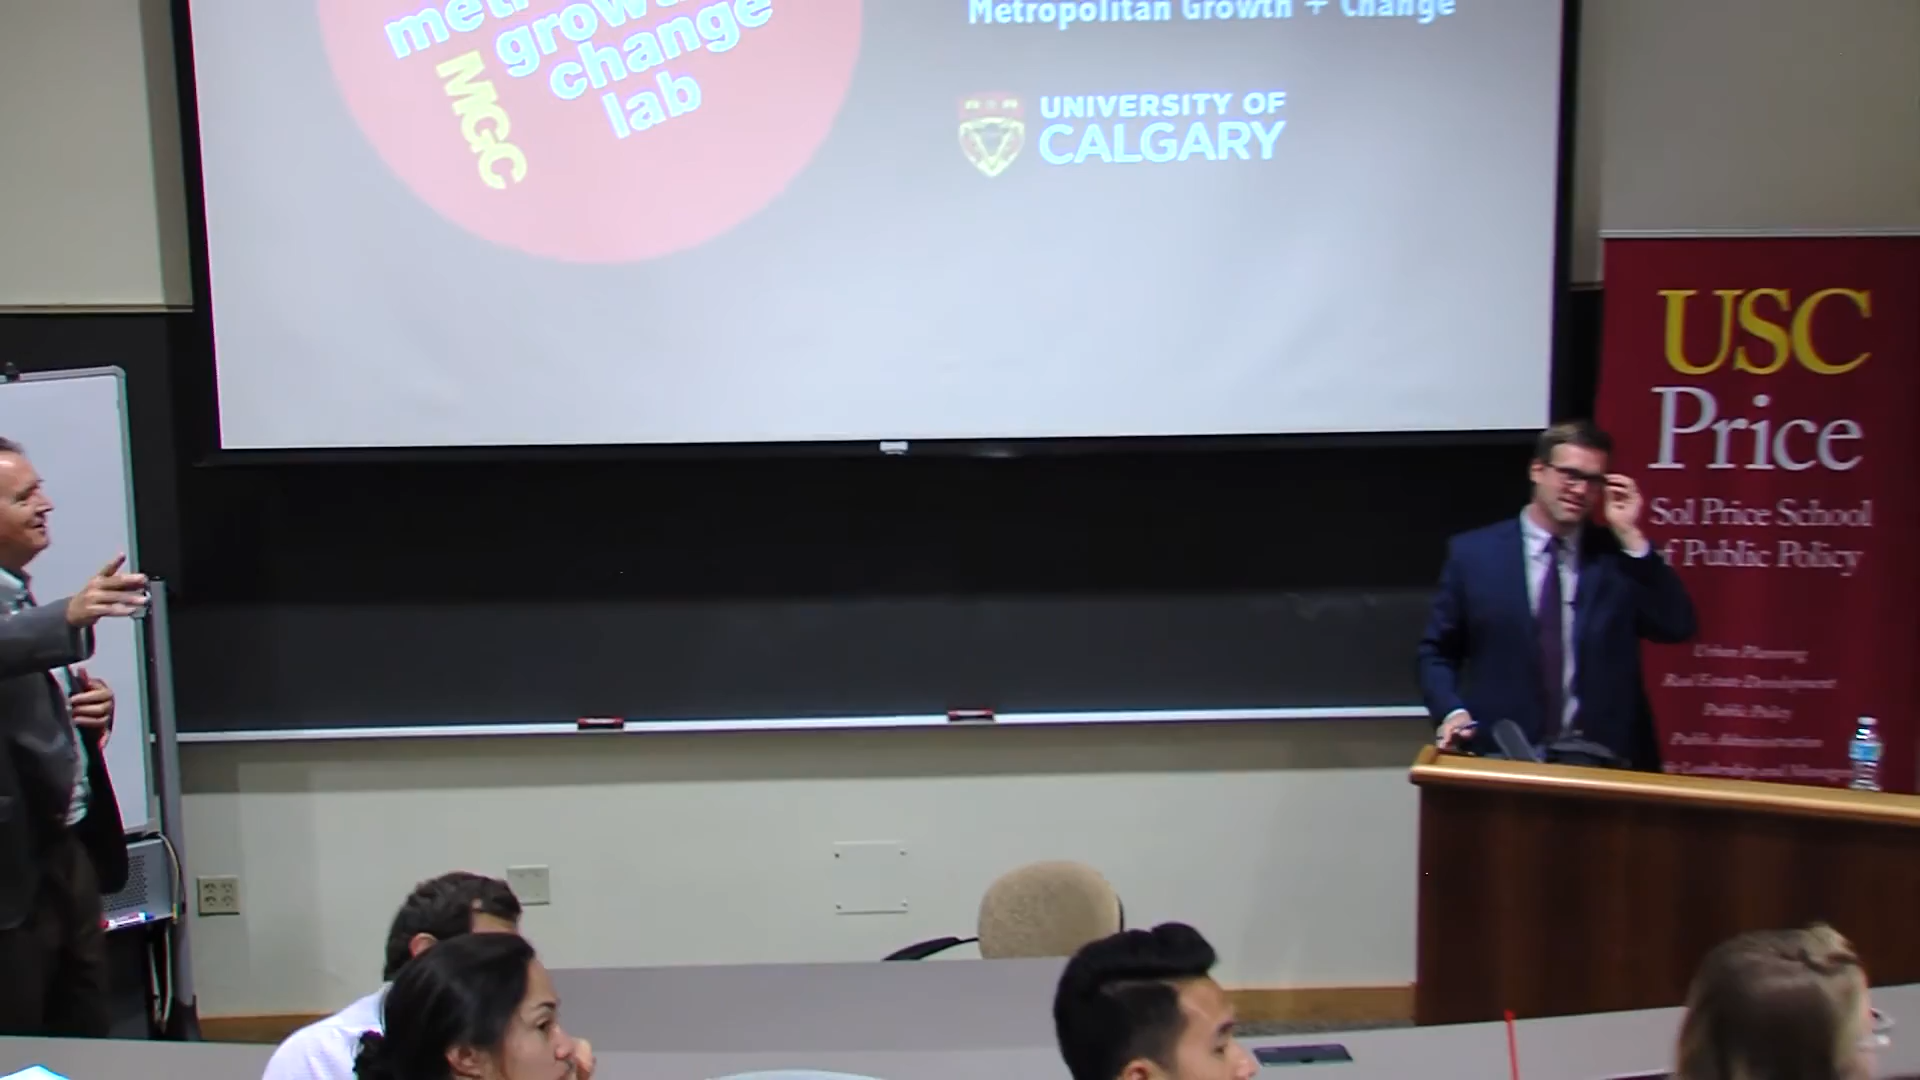 growth
change
lab
MGC
Metropolitan Growth + Change
UNIVERSITY OF
CALGARY
USC
Price
Sol Price School
of Public Policy
Urban Planning
Real Estate Development
Public Policy
Public Administration